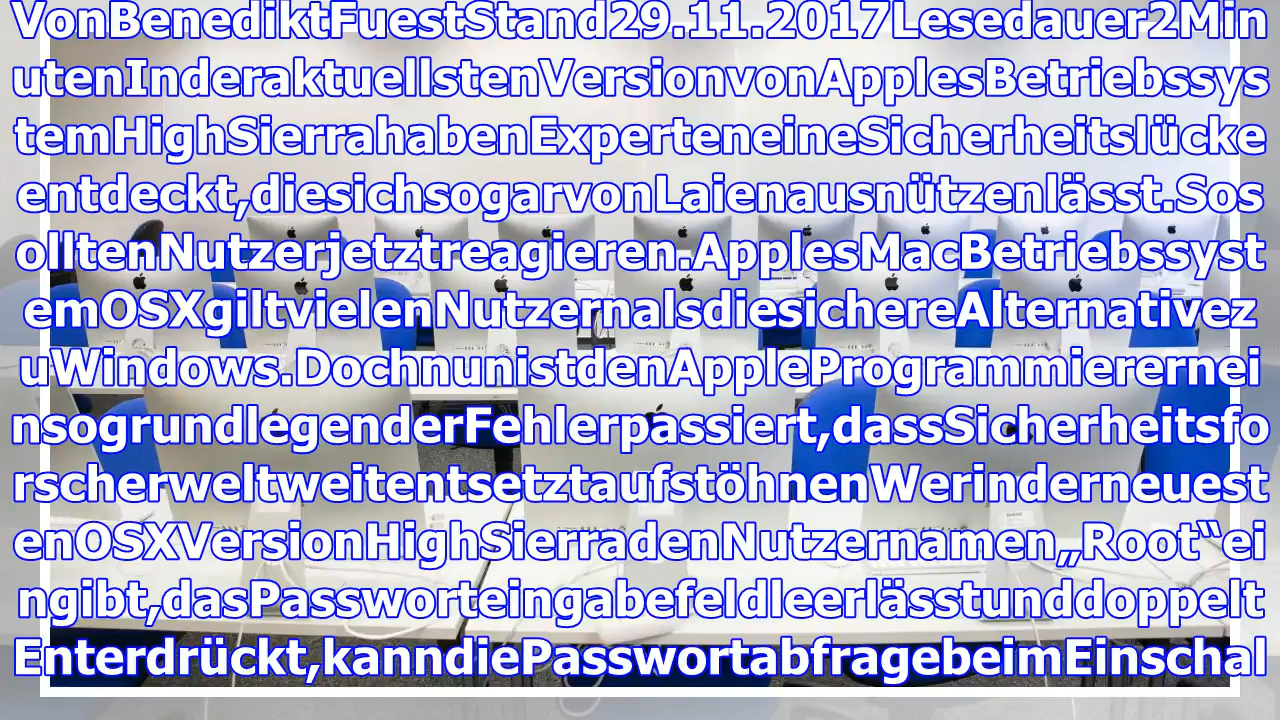 VonBenediktFuestStand29.11.2017Lesedauer2Min
utenInderaktuellstenVersionvonApplesBetriebssys
temHighSierrahabenExperteneineSicherheitslücke
entdeckt,diesichsogarvonLaienausnützenlässt.Sos
olltenNutzerjetztreagieren.ApplesMacBetriebssyst
emOSXgiltvielenNutzernalsdiesichereAlternativez
uWindows.DochnunistdenAppleProgrammierernei
nsogrundlegenderFehlerpassiert,dassSicherheitsfo
rscherweltweitentsetztaufstöhnenWerinderneuest
enOSXVersionHighSierradenNutzernamen„Root“ei
ngibt,dasPassworteingabefeldleerlässtunddoppelt
Enterdrückt,kanndiePasswortabfragebeimEinschal